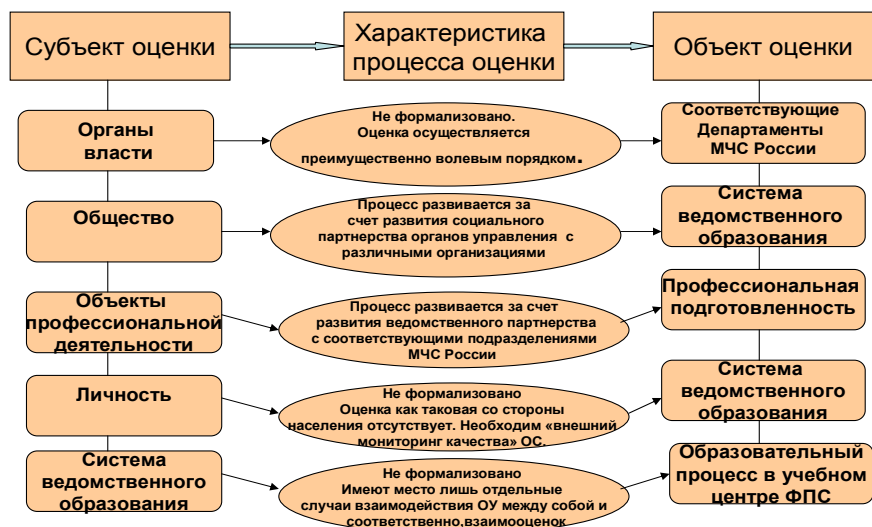 Субъект оценки
Характеристика
процесса оценки
Объект оценки
Органы
власти
Не формализовано.
Оценка осуществляется
преимущественно волевым порядком.
Соответствующие
Департаменты
МЧС России
Общество
Процесс развивается за
счет развития социального
партнерства органов управления с
различными организациями
Система
ведомственного
образования
Объекты
профессиональной
деятельности
Процесс развивается за счет
развития ведомственного партнерства
с соответствующими подразделениями
МЧС России
Профессиональная
подготовленность
Личность
Не формализовано
Оценка как таковая со стороны
населения отсутствует. Необходим «внешний
мониторинг качества» ОС.
Система
ведомственного
образования
Система
ведомственного
образования
Не формализовано
Имеют место лишь отдельные
случаи взаимодействия ОУ между собой и
соответственно,взаимооценок
Образовательный
процесс в учебном
центре ФПС